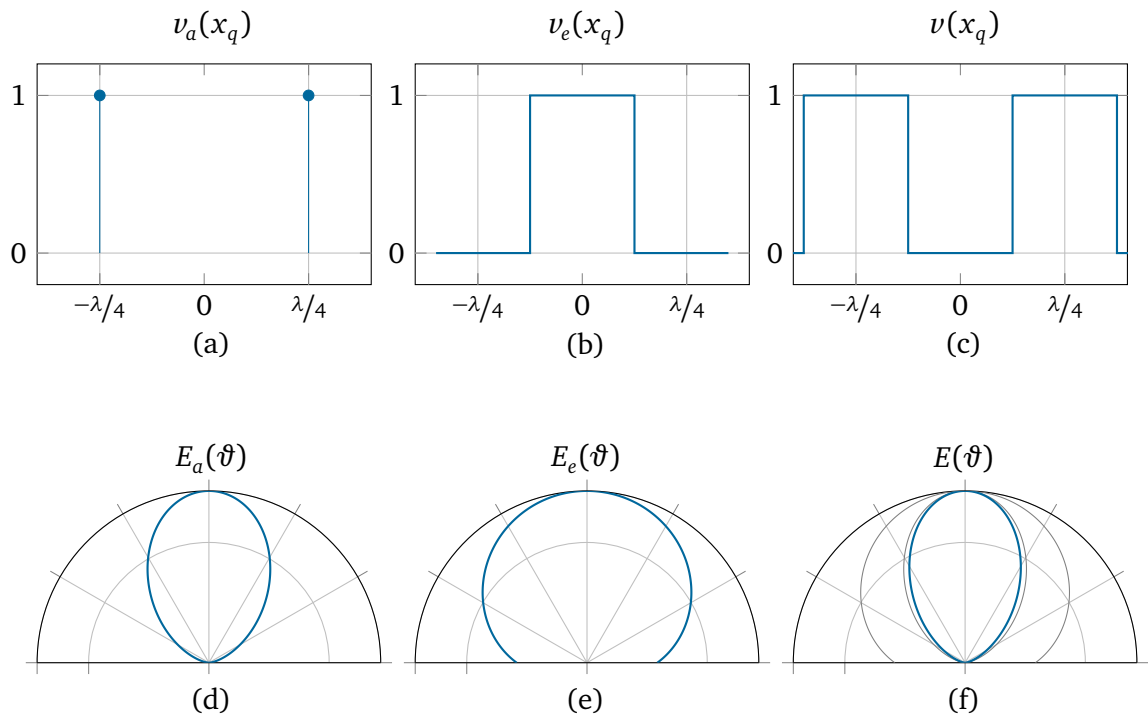 v_a(x_q) v_e(x_q) v(x_q)
1 1 1
0 0 0
−λ/4 0 λ/4 −λ/4 0 λ/4 −λ/4 0 λ/4
(a) (b) (c)
E_a(ϑ) E_e(ϑ) E(ϑ)
(d) (e) (f)